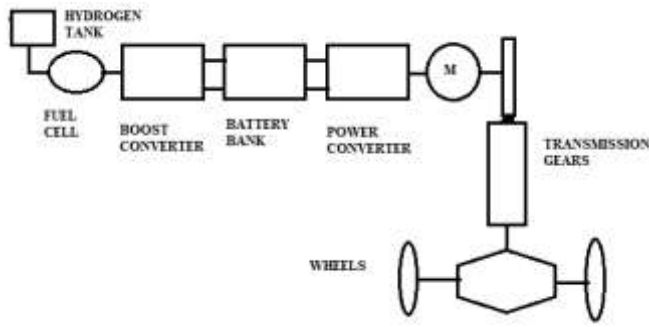 HYDROGEN
TANK
FUEL
CELL
BOOST
CONVERTER
BATTERY
BANK
POWER
CONVERTER
M
TRANSMISSION
GEARS
WHEELS